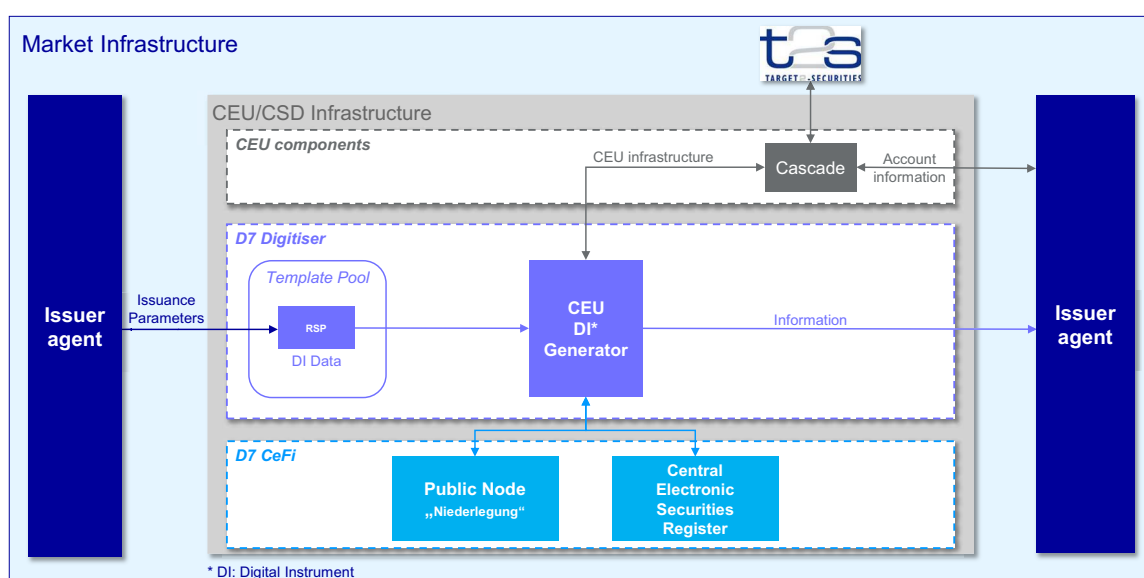 Market Infrastructure
t2s
TARGET2-SECURITIES
CEU/CSD Infrastructure
CEU components
CEU infrastructure
Cascade
Account
information
D7 Digitiser
Template Pool
Issuance
Parameters
RSP
DI Data
CEU
DI*
Generator
Information
Issuer
agent
Issuer
agent
D7 CeFi
Public Node
„Niederlegung“
Central
Electronic
Securities
Register
* DI: Digital Instrument